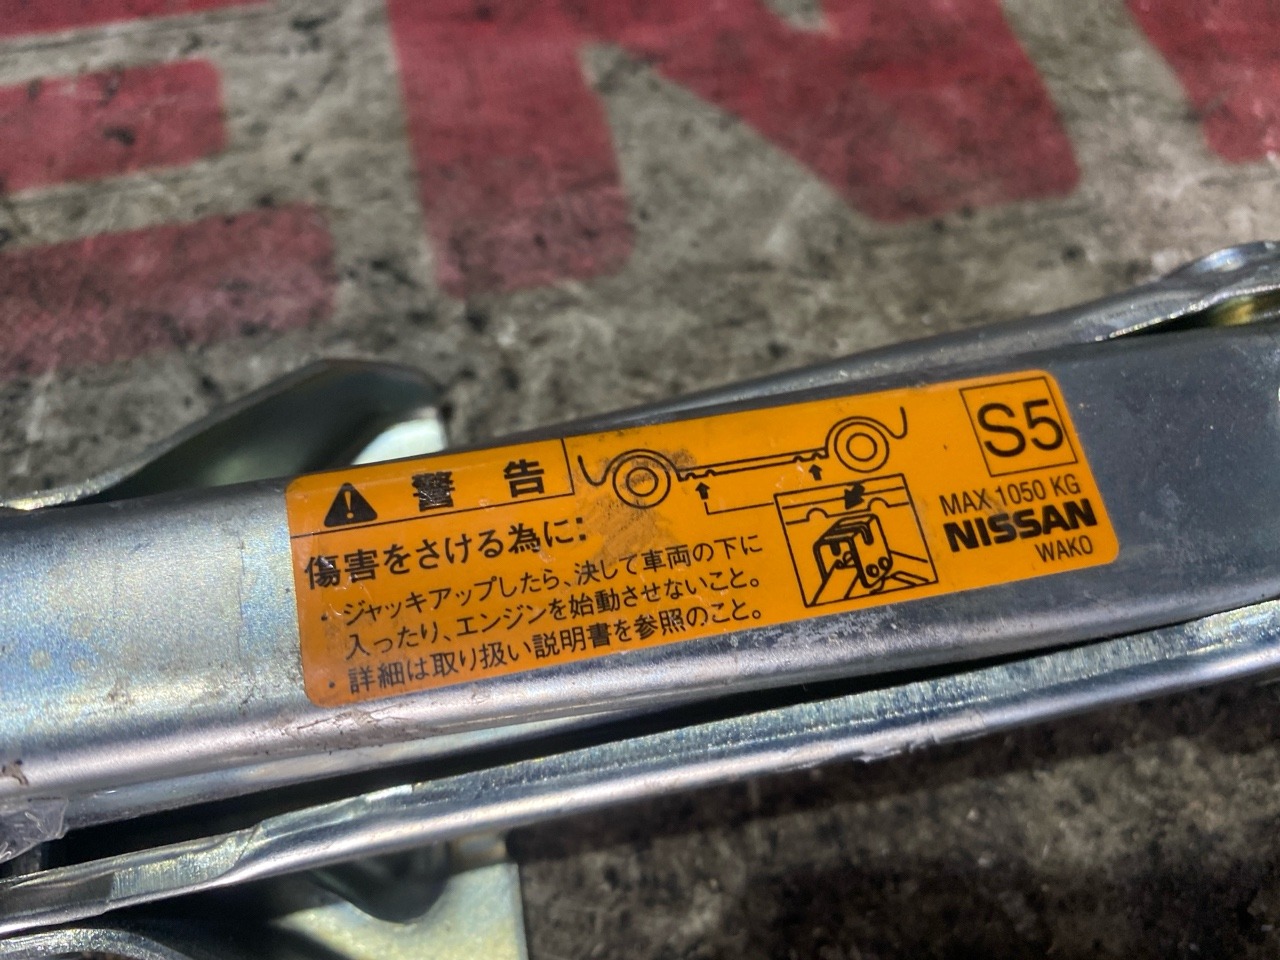 EN
警告
傷害をさける為に:
・ジャッキアップしたら、決して車両の下に
入ったり、エンジンを始動させないこと。
・詳細は取り扱い説明書を参照のこと。
S5
MAX 1050 KG
NISSAN
WAKO